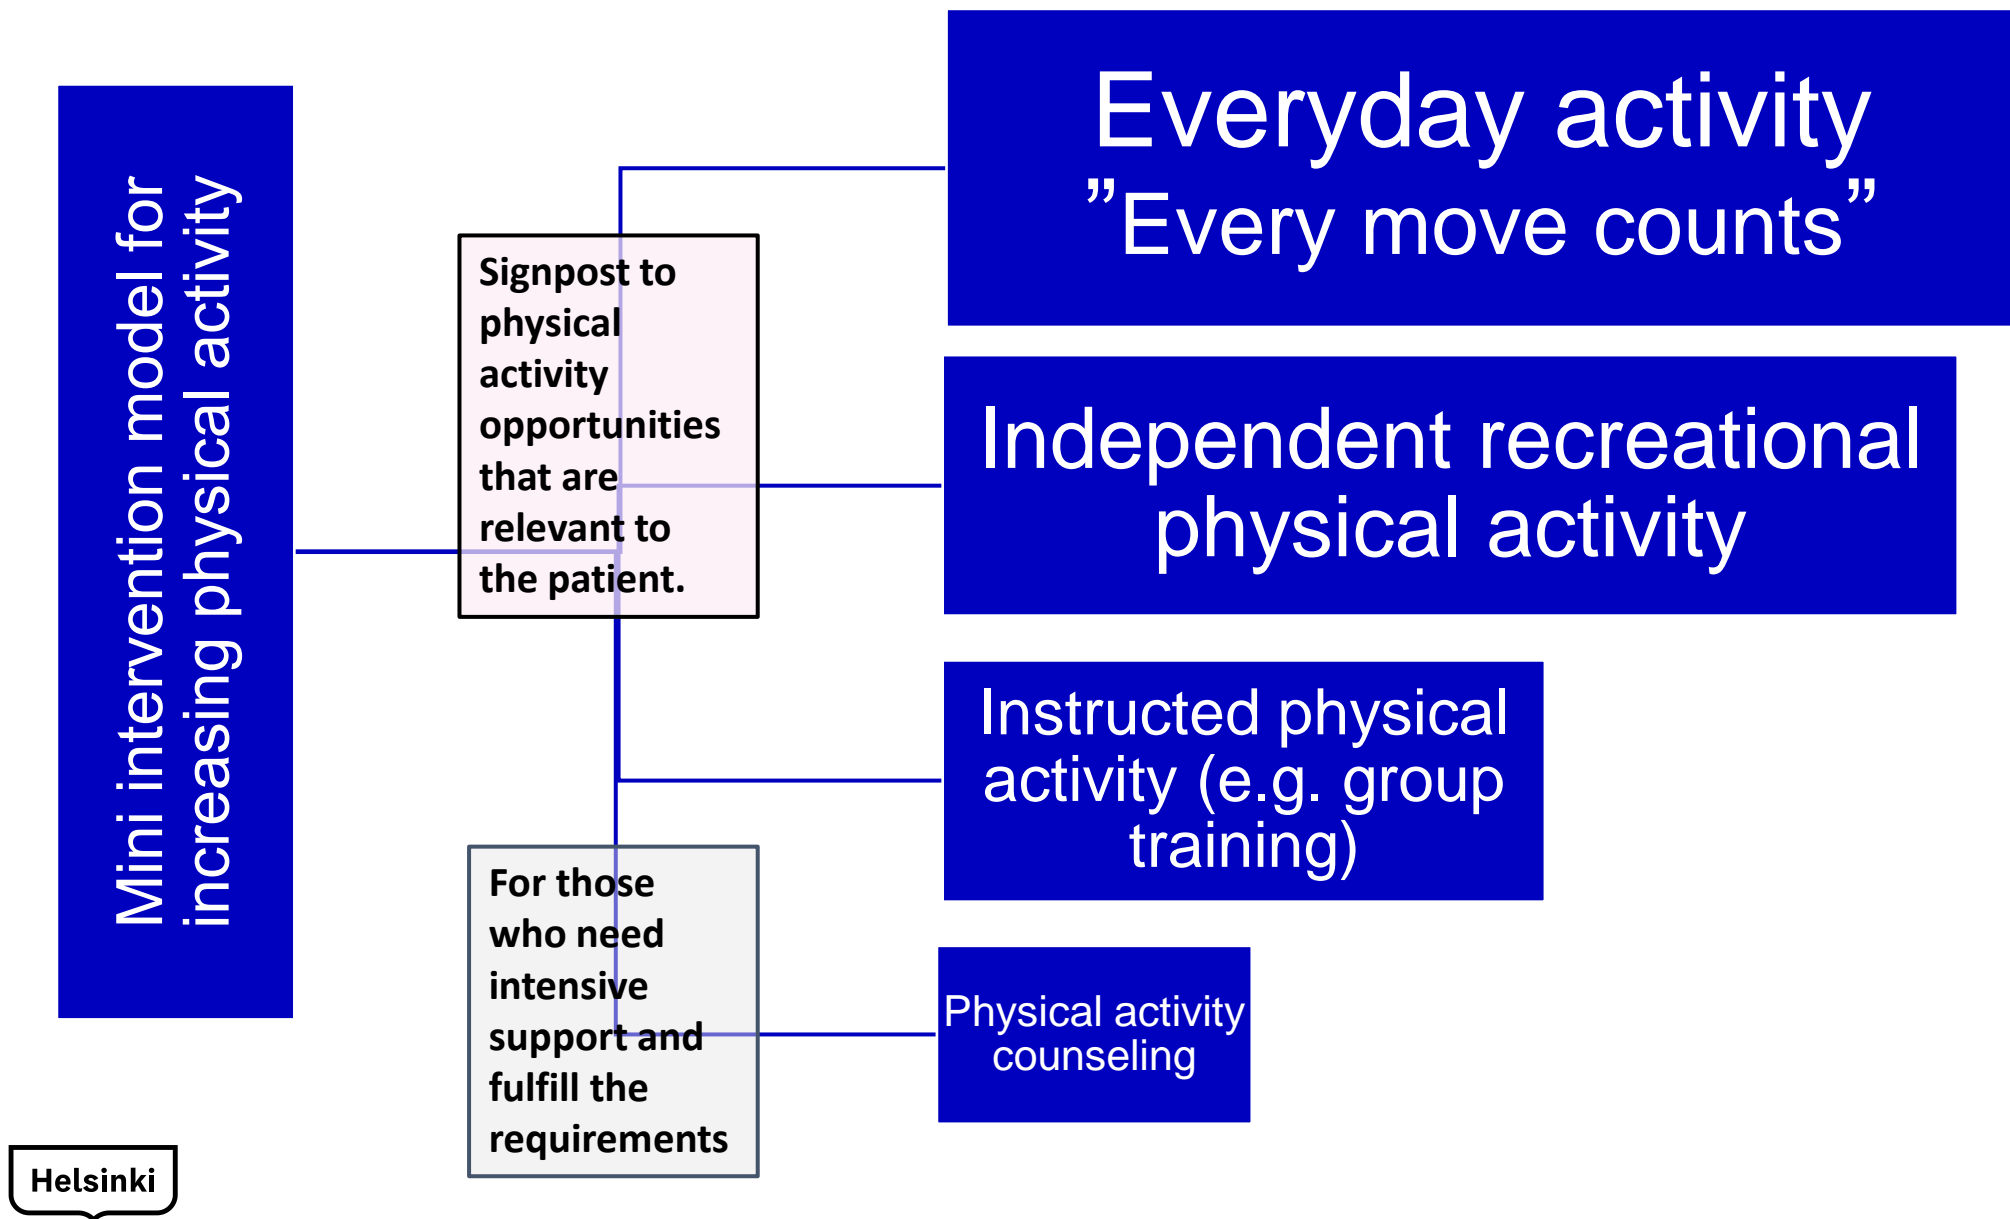 Mini intervention model for
increasing physical activity
Signpost to
physical
activity
opportunities
that are
relevant to
the patient.
For those
who need
intensive
support and
fulfill the
requirements
Everyday activity
”Every move counts”
Independent recreational
physical activity
Instructed physical
activity (e.g. group
training)
Physical activity
counseling
Helsinki